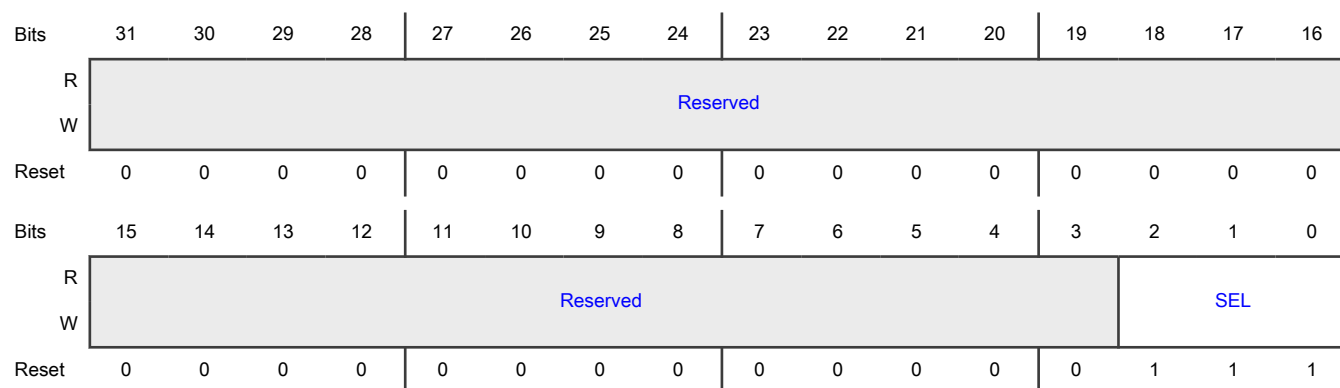 Bits 31 30 29 28 27 26 25 24 23 22 21 20 19 18 17 16
R
Reserved
W
Reset 0 0 0 0 0 0 0 0 0 0 0 0 0 0 0 0
Bits 15 14 13 12 11 10 9 8 7 6 5 4 3 2 1 0
R
Reserved SEL
W
Reset 0 0 0 0 0 0 0 0 0 0 0 0 0 1 1 1